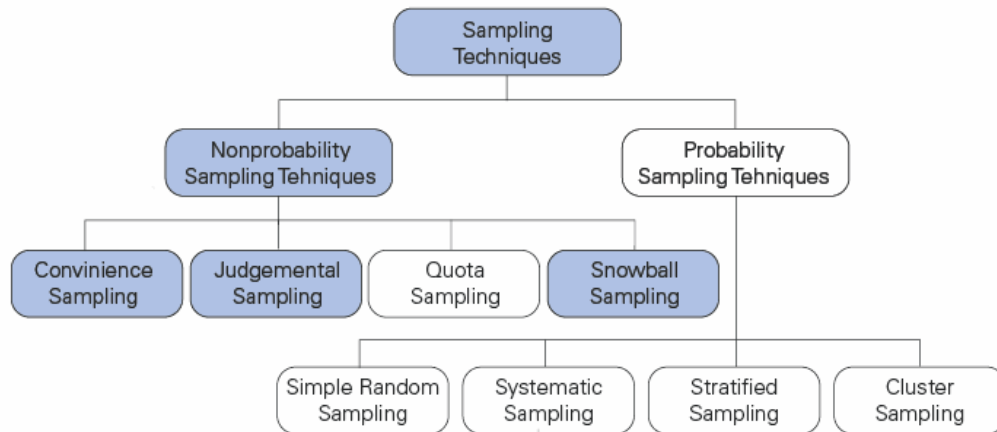 Sampling
Techniques
Nonprobability
Sampling Tehniques
Probability
Sampling Tehniques
Convinience
Sampling
Judgemental
Sampling
Quota
Sampling
Snowball
Sampling
Simple Random
Sampling
Systematic
Sampling
Stratified
Sampling
Cluster
Sampling